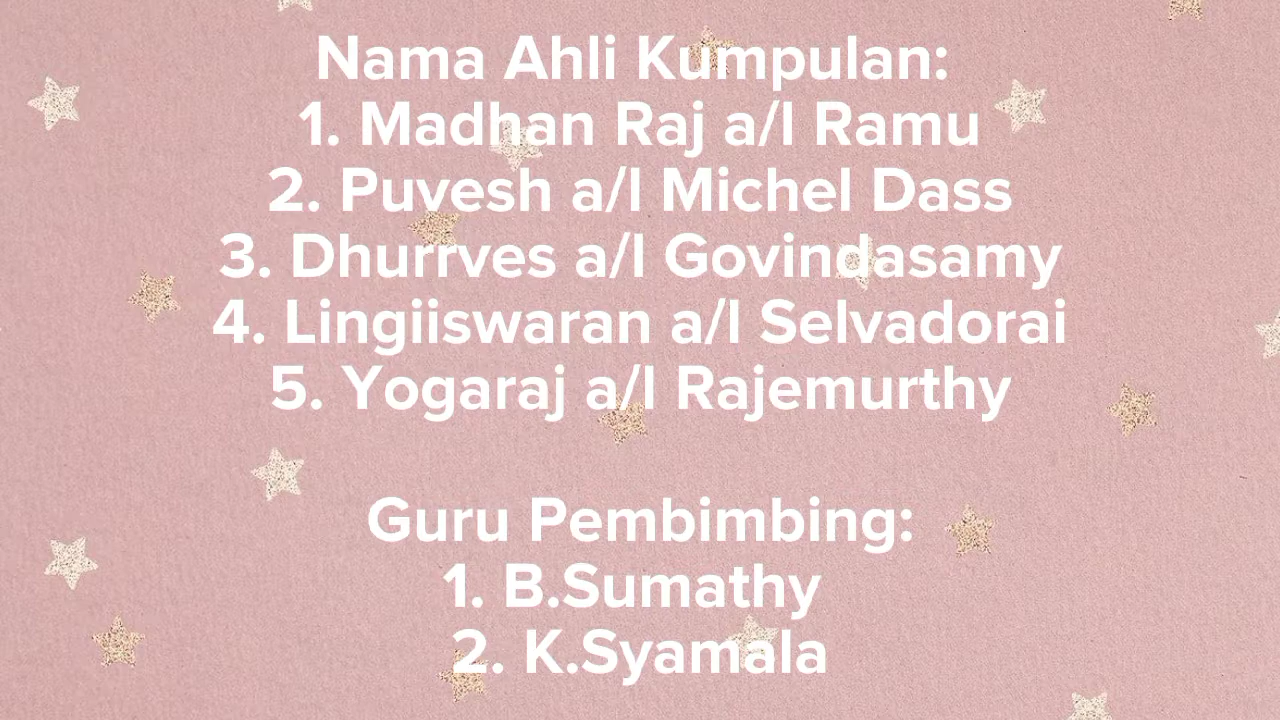 Nama Ahli Kumpulan:
1. Madhan Raj a/l Ramu
2. Puvesh a/l Michel Dass
3. Dhurrves a/l Govindasamy
4. Lingiiswaran a/l Selvadorai
5. Yogaraj a/l Rajemurthy
Guru Pembimbing:
1. B.Sumathy
2. K.Syamala